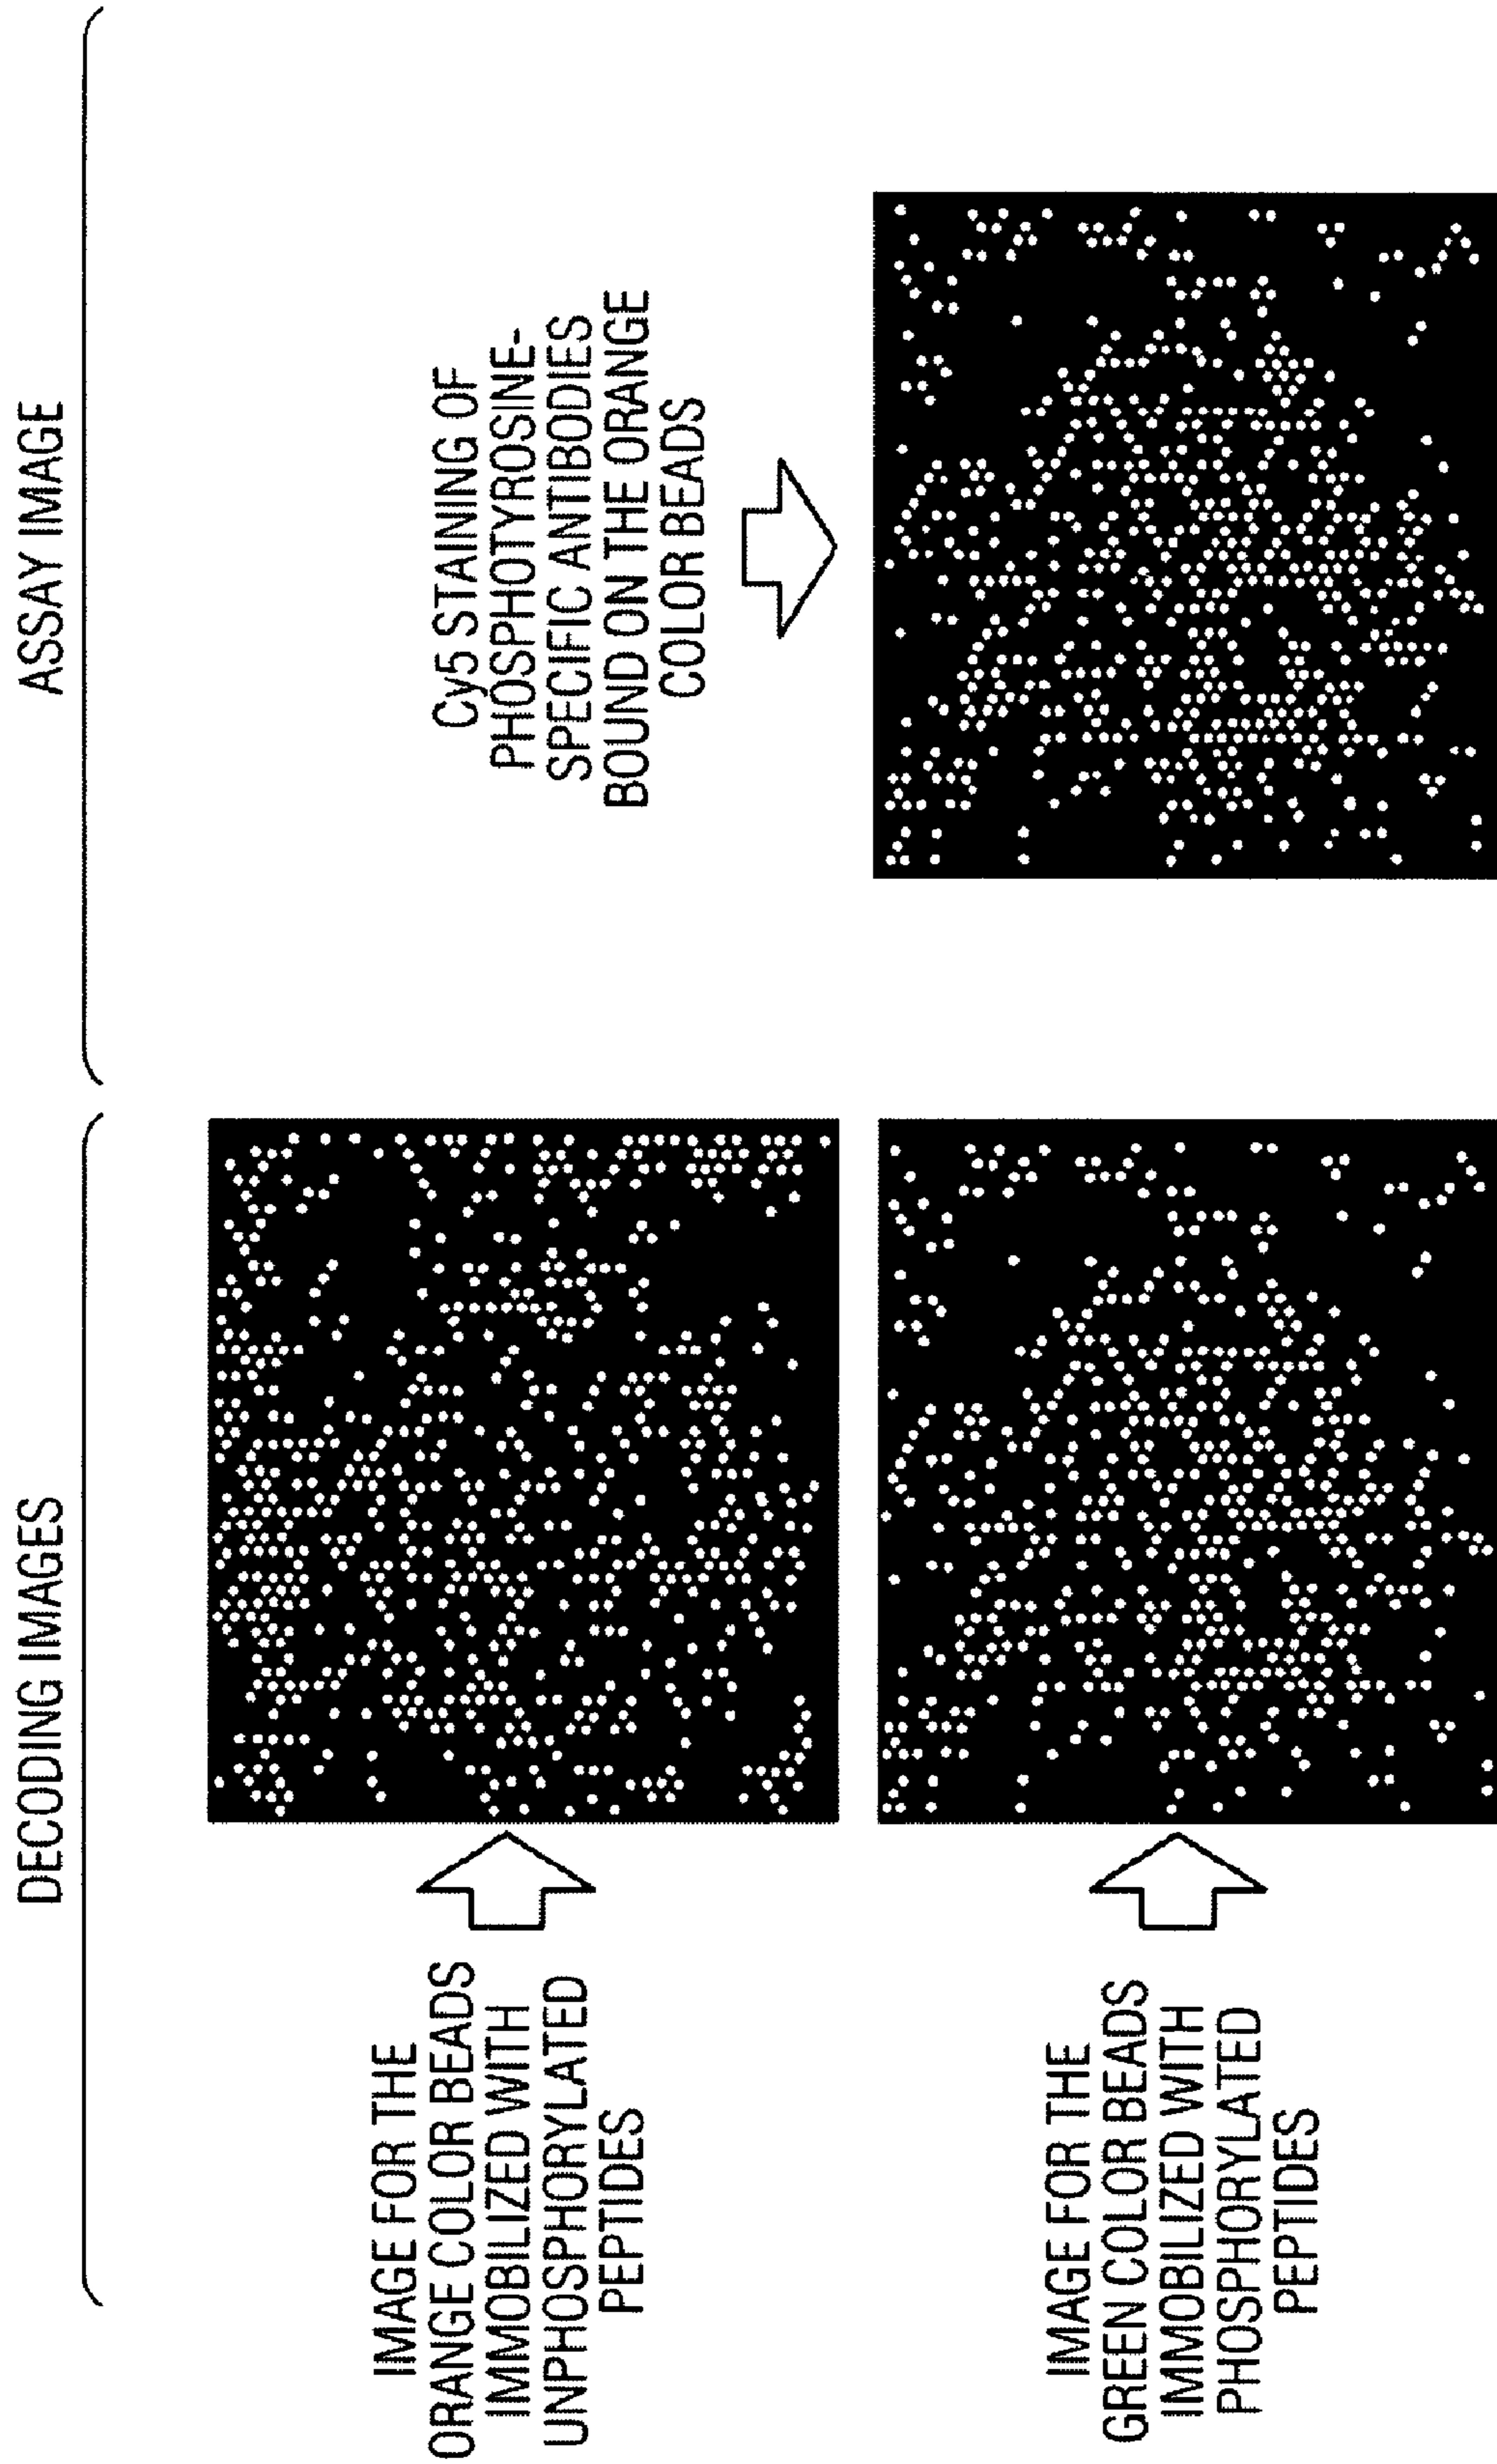 DECODING IMAGES
ASSAY IMAGE
IMAGE FOR THE
ORANGE COLOR BEADS
IMMOBILIZED WITH
UNPHOSPHORYLATED
PEPTIDES
Cy5 STAINING OF
PHOSPHOTYROSINE-
SPECIFIC ANTIBODIES
BOUND ON THE ORANGE
COLOR BEADS
IMAGE FOR THE
GREEN COLOR BEADS
IMMOBILIZED WITH
PHOSPHORYLATED
PEPTIDES